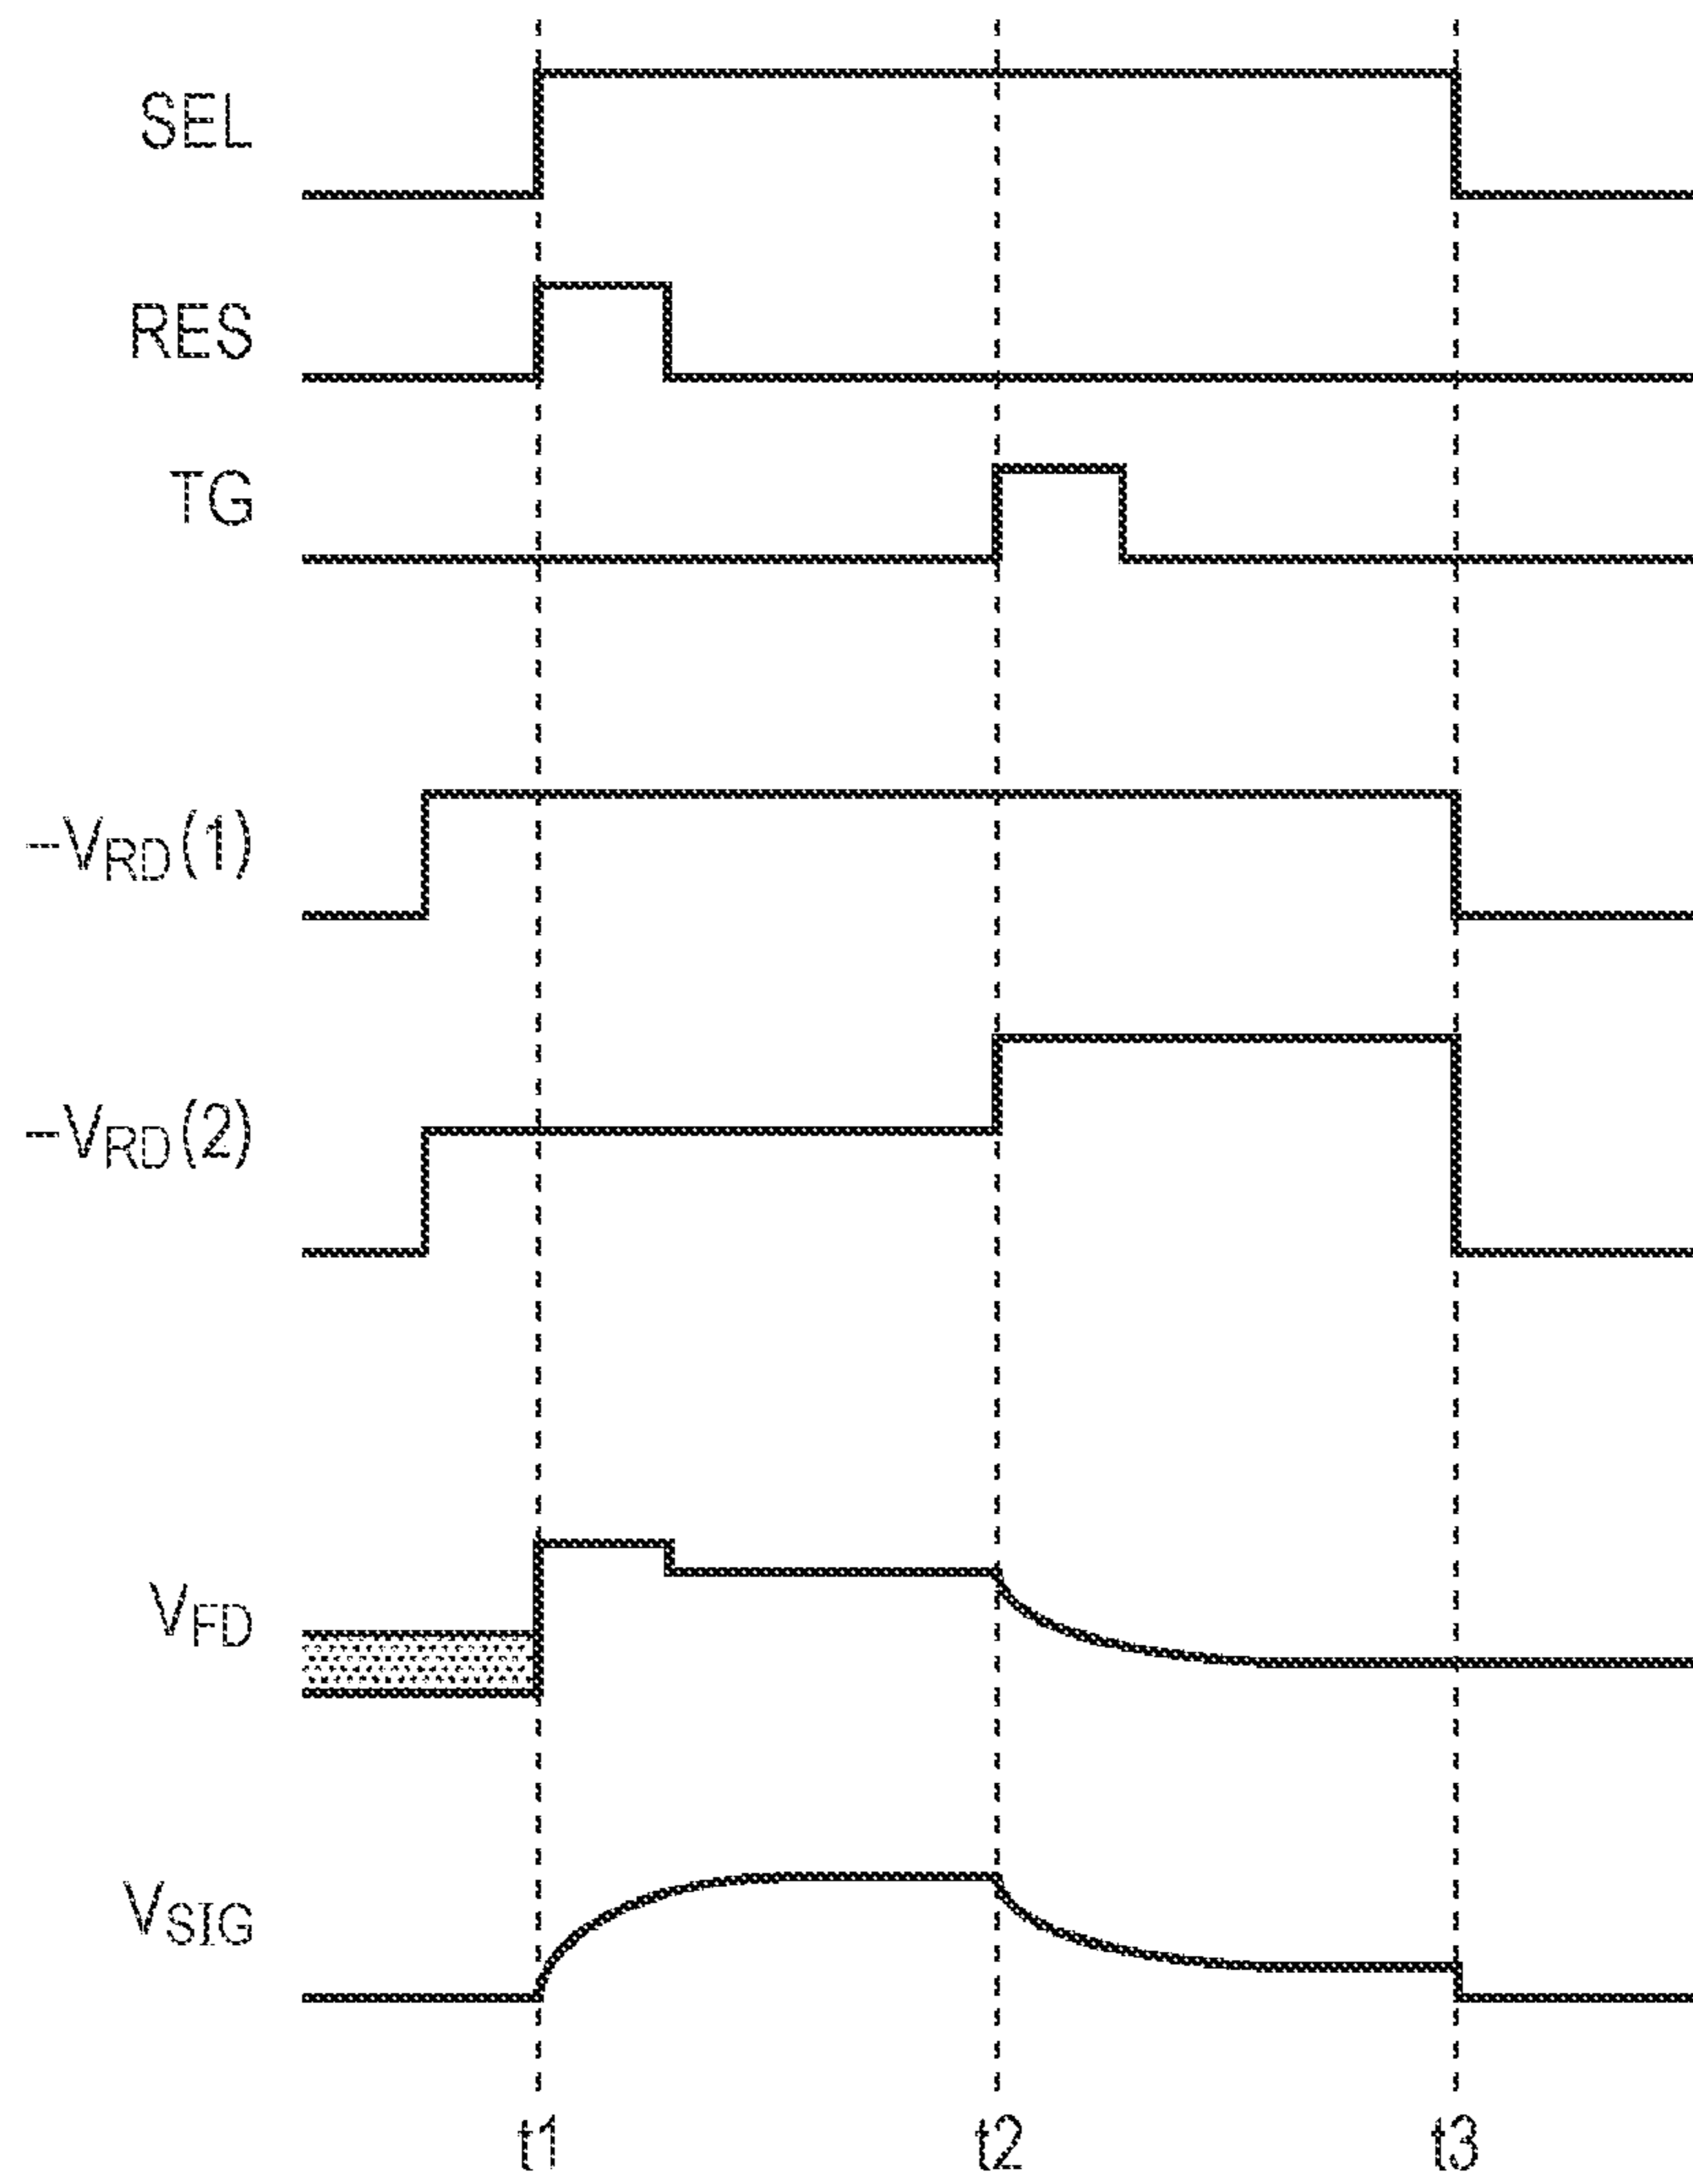 SEL
RES
TG
-VRD(1)
-VRD(2)
VFD
VSIG
t1 t2 t3